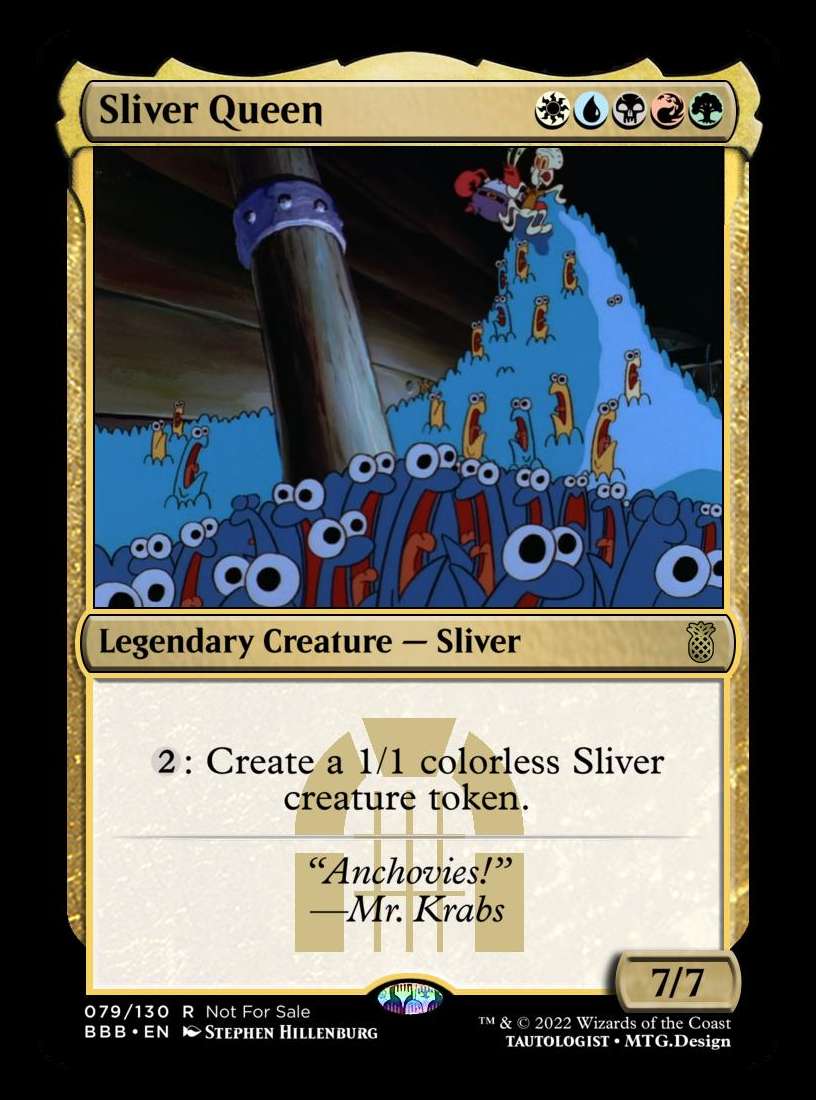 Sliver Queen
Legendary Creature — Sliver
2: Create a 1/1 colorless Sliver
creature token.
“Anchovies!”
—Mr. Krabs
7/7
079/130 R Not For Sale
BBB • EN STEPHEN HILLENBURG
™ & © 2022 Wizards of the Coast
TAUTOLOGIST • MTG.Design